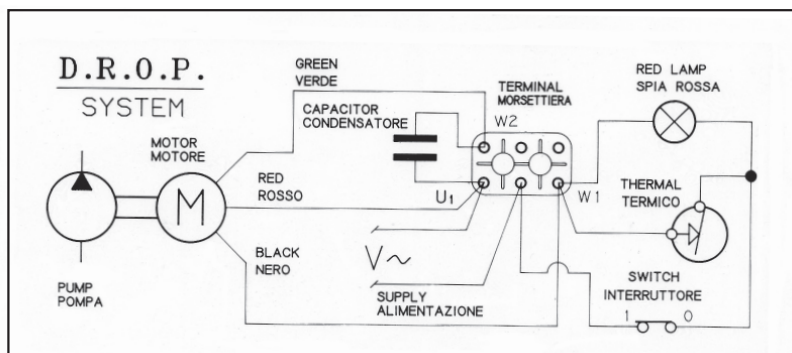 D.R.O.P.
SYSTEM
GREEN
VERDE
CAPACITOR
CONDENSATORE
TERMINAL
MORSETTIERA
W2
RED LAMP
SPIA ROSSA
MOTOR
MOTORE
M
RED
ROSSO
U1
W1
THERMAL
TERMICO
BLACK
NERO
V~
PUMP
POMPA
SUPPLY
ALIMENTAZIONE
SWITCH
INTERRUTTORE
1 0